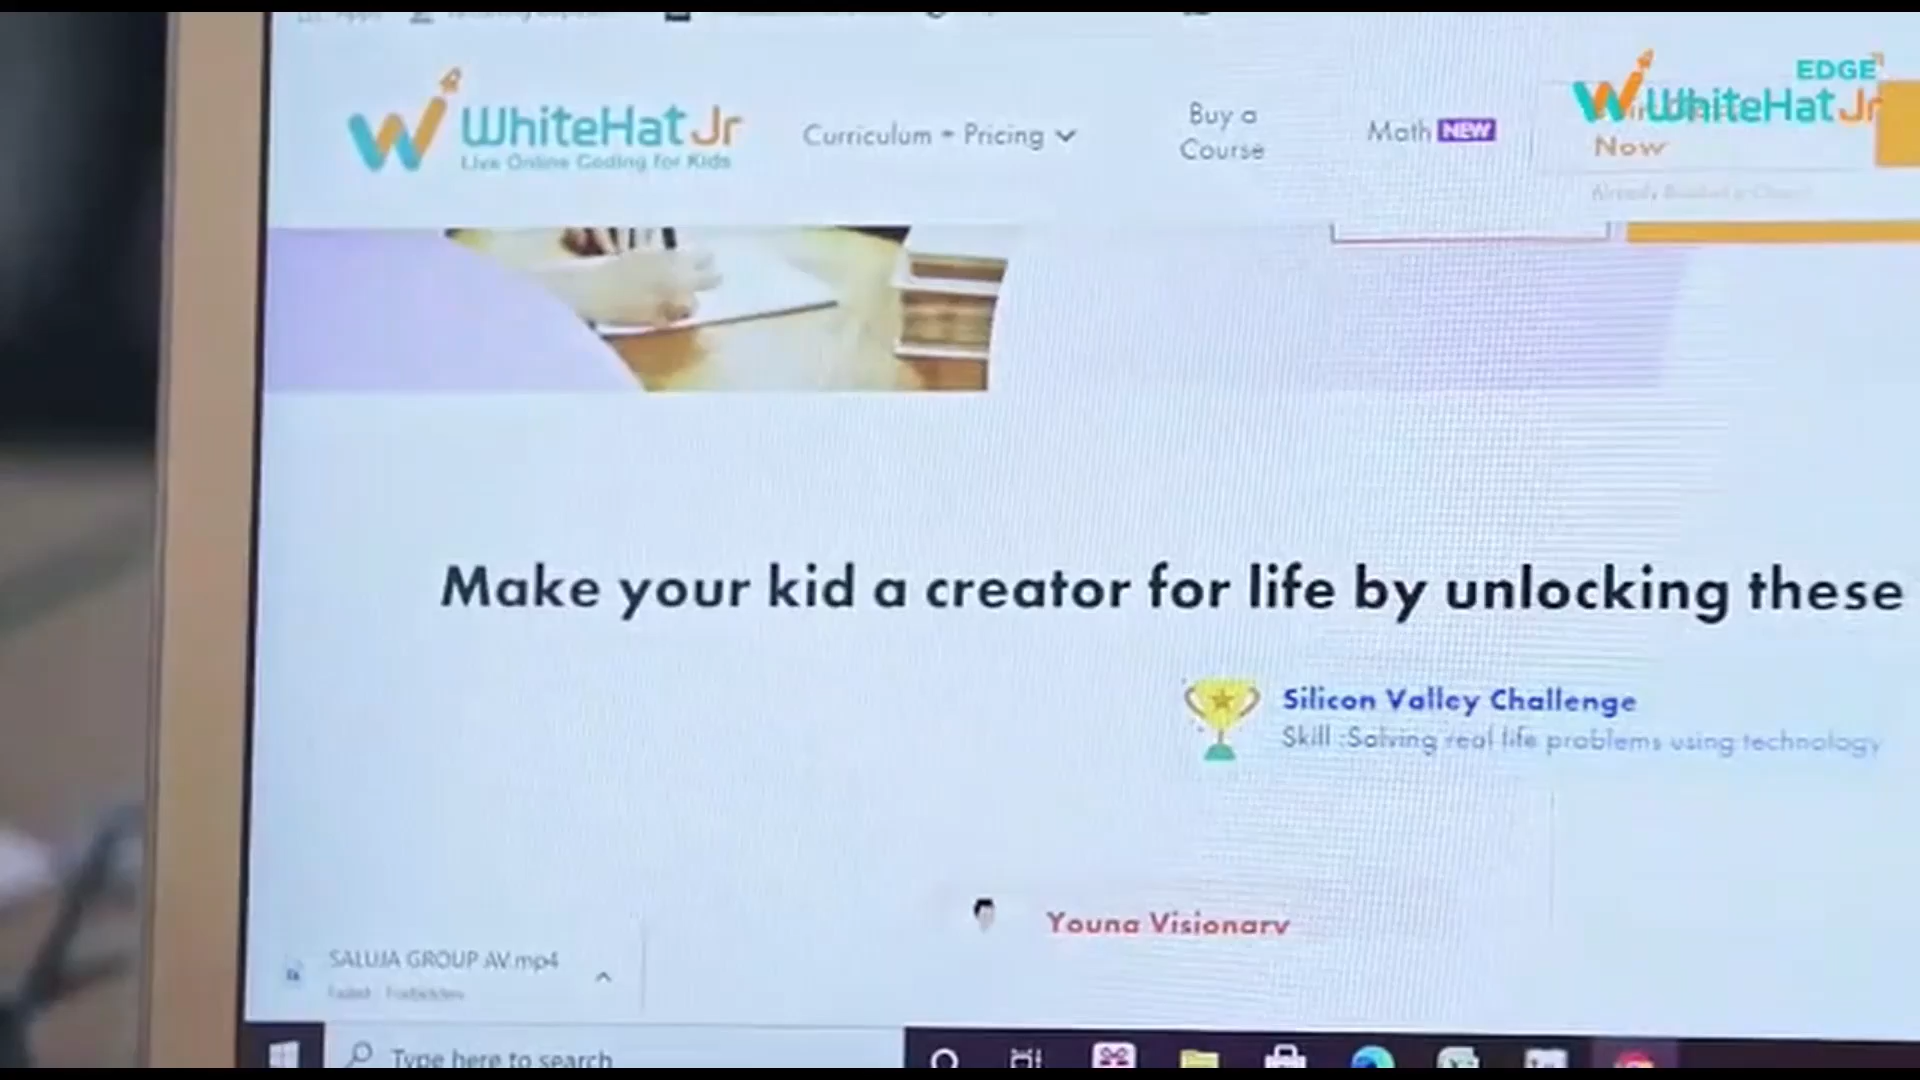 WhiteHat Jr
Live Online Coding for Kids
Curriculum + Pricing
Buy a
Course
Math NEW
EDGE
WhiteHat Jr
Now
Make your kid a creator for life by unlocking these
Silicon Valley Challenge
Skill :Solving real life problems using technology
Young Visionary
SALUJA GROUP AV.mp4
Failed - Forbidden
Type here to search